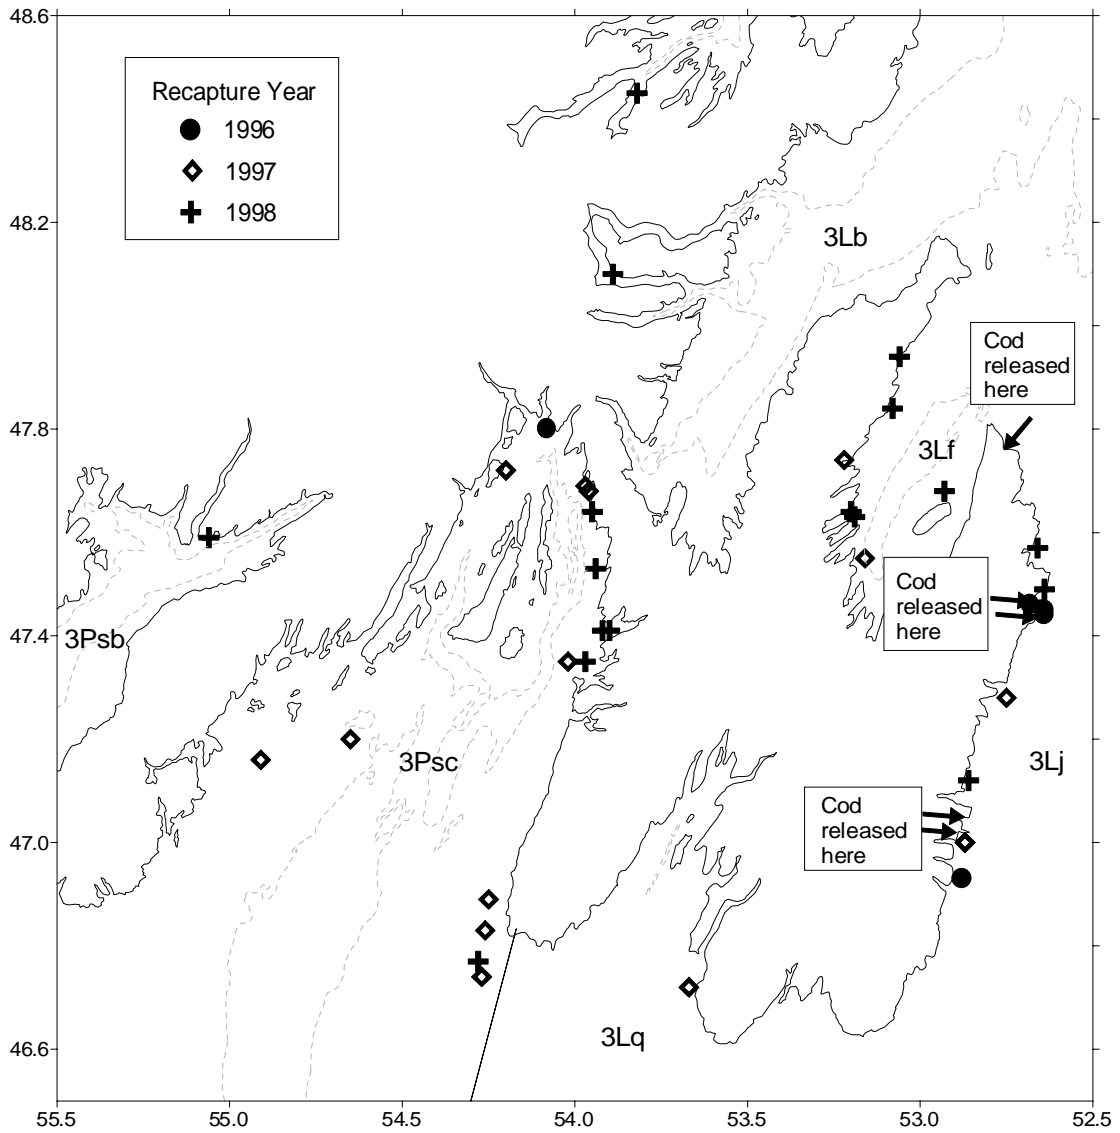 48.6
Recapture Year
1996
1997
1998
48.2
3Lb
Cod
released
here
47.8
3Lf
Cod
released
here
47.4
3Psb
3Psc
3Lj
Cod
released
here
47.0
3Lq
46.6
55.5
55.0
54.5
54.0
53.5
53.0
52.5